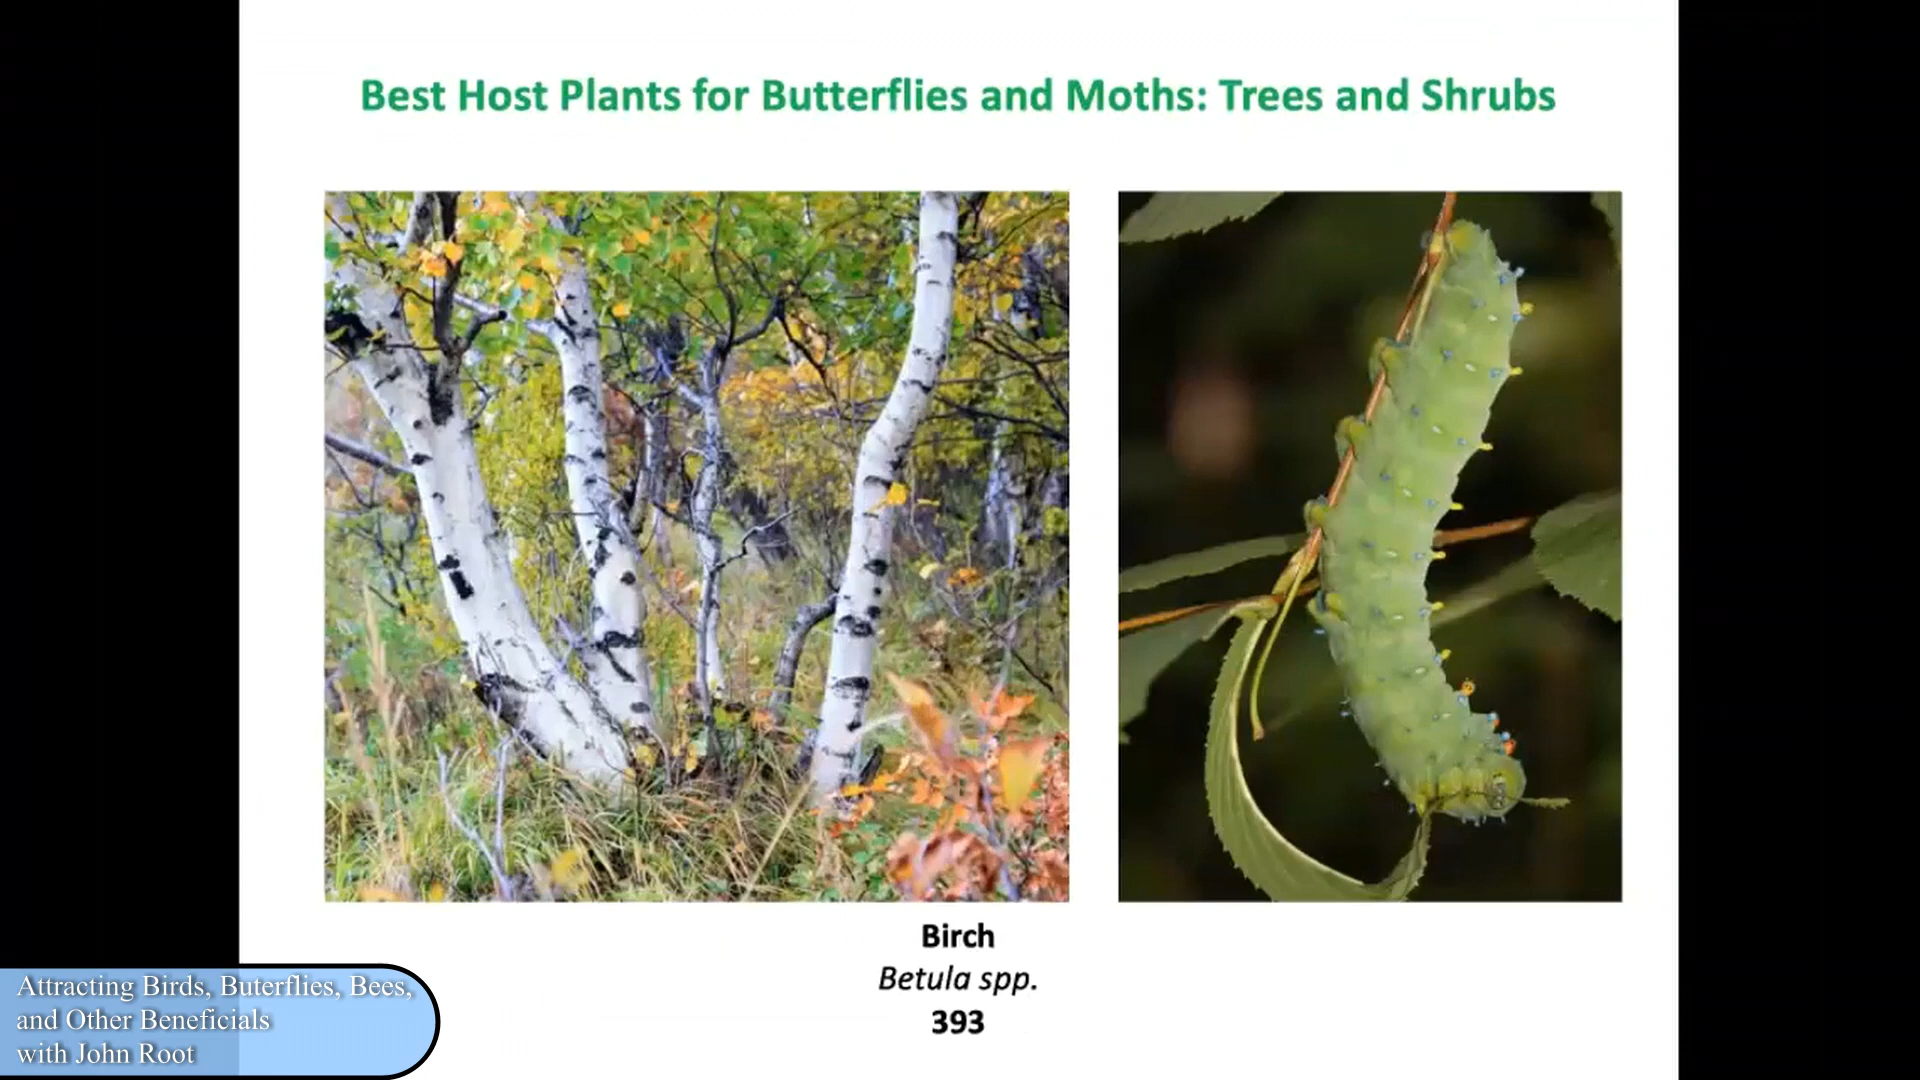 Best Host Plants for Butterflies and Moths: Trees and Shrubs
Birch
Betula spp.
393
Attracting Birds, Buterflies, Bees,
and Other Beneficials
with John Root